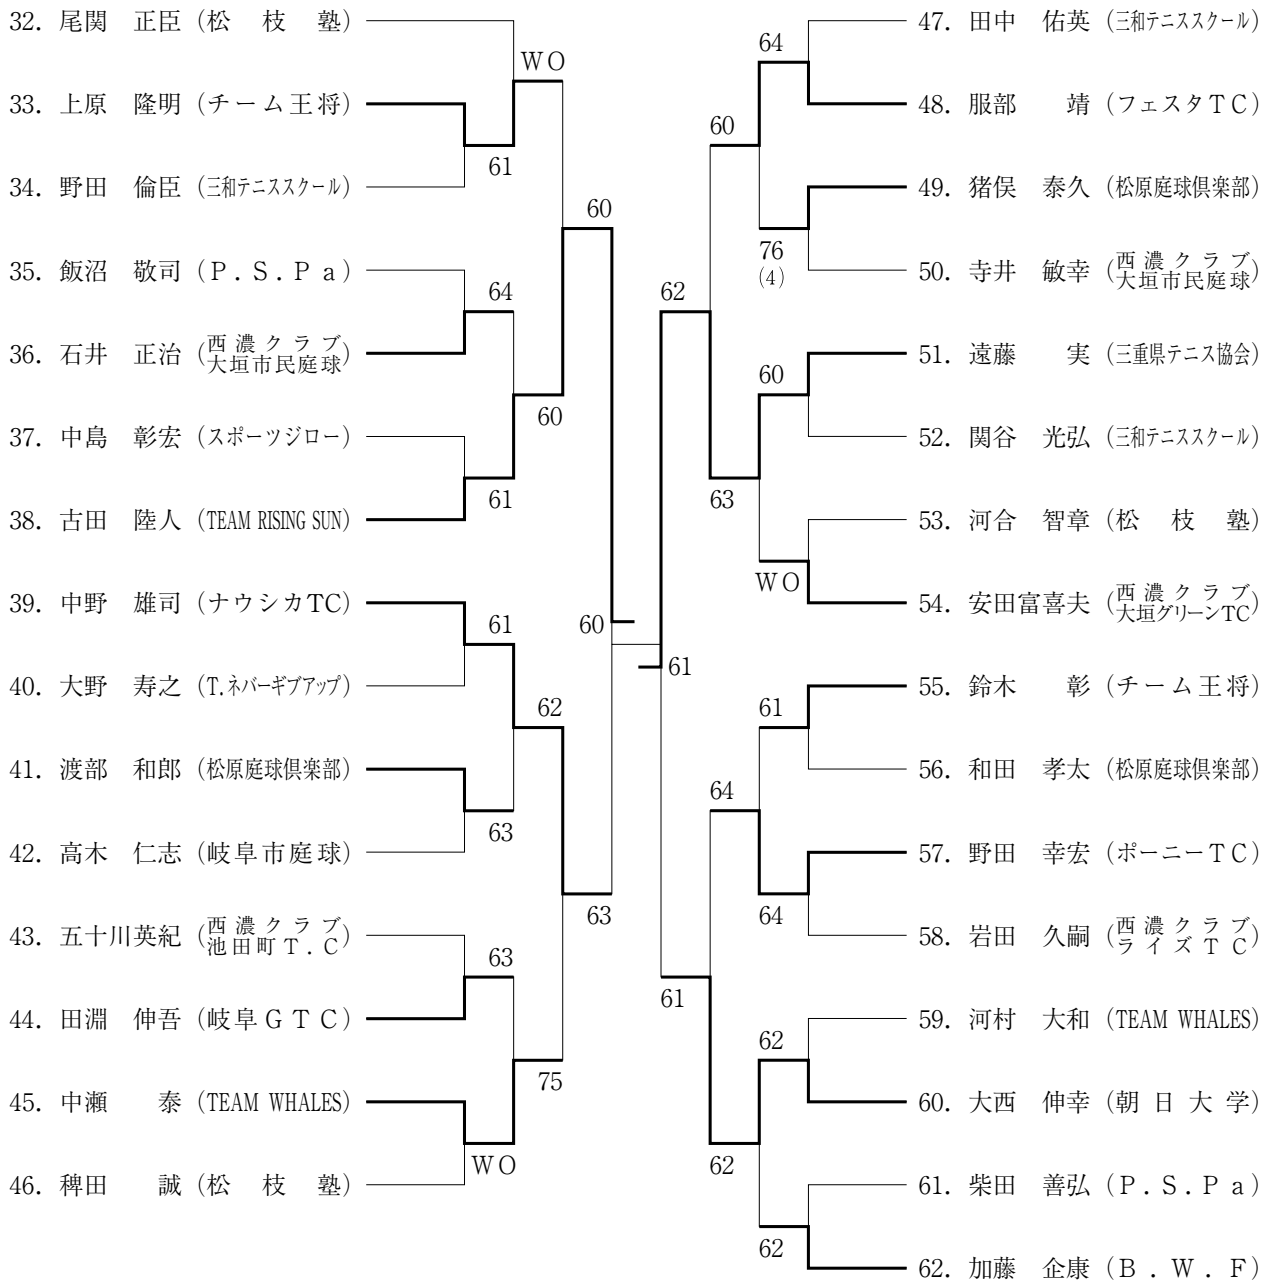 32. 尾関　正臣 (松　枝　塾)
33. 上原　隆明 (チーム王将)
34. 野田　倫臣 (三和テニススクール)
35. 飯沼　敬司 (P.S.Pa)
36. 石井　正治 (西濃クラブ 大垣市民庭球)
37. 中島　彰宏 (スポーツジロー)
38. 古田　陸人 (TEAM RISING SUN)
39. 中野　雄司 (ナウシカTC)
40. 大野　寿之 (T.ネバーギブアップ)
41. 渡部　和郎 (松原庭球倶楽部)
42. 高木　仁志 (岐阜市庭球)
43. 五十川英紀 (西濃クラブ 池田町T.C)
44. 田淵　伸吾 (岐阜GTC)
45. 中瀬　泰 (TEAM WHALES)
46. 稗田　誠 (松　枝　塾)
WO
61
64
60
61
60
61
62
63
63
63
75
WO
60
61
47. 田中　佑英 (三和テニススクール)
48. 服部　靖 (フェスタTC)
49. 猪俣　泰久 (松原庭球倶楽部)
50. 寺井　敏幸 (西濃クラブ 大垣市民庭球)
51. 遠藤　実 (三重県テニス協会)
52. 関谷　光弘 (三和テニススクール)
53. 河合　智章 (松　枝　塾)
54. 安田富喜夫 (西濃クラブ 大垣グリーンTC)
55. 鈴木　彰 (チーム王将)
56. 和田　孝太 (松原庭球倶楽部)
57. 野田　幸宏 (ポーニーTC)
58. 岩田　久嗣 (西濃クラブ ライズTC)
59. 河村　大和 (TEAM WHALES)
60. 大西　伸幸 (朝日大学)
61. 柴田　善弘 (P.S.Pa)
62. 加藤　企康 (B.W.F)
64
60
76
(4)
62
60
63
WO
61
64
64
61
62
62
62